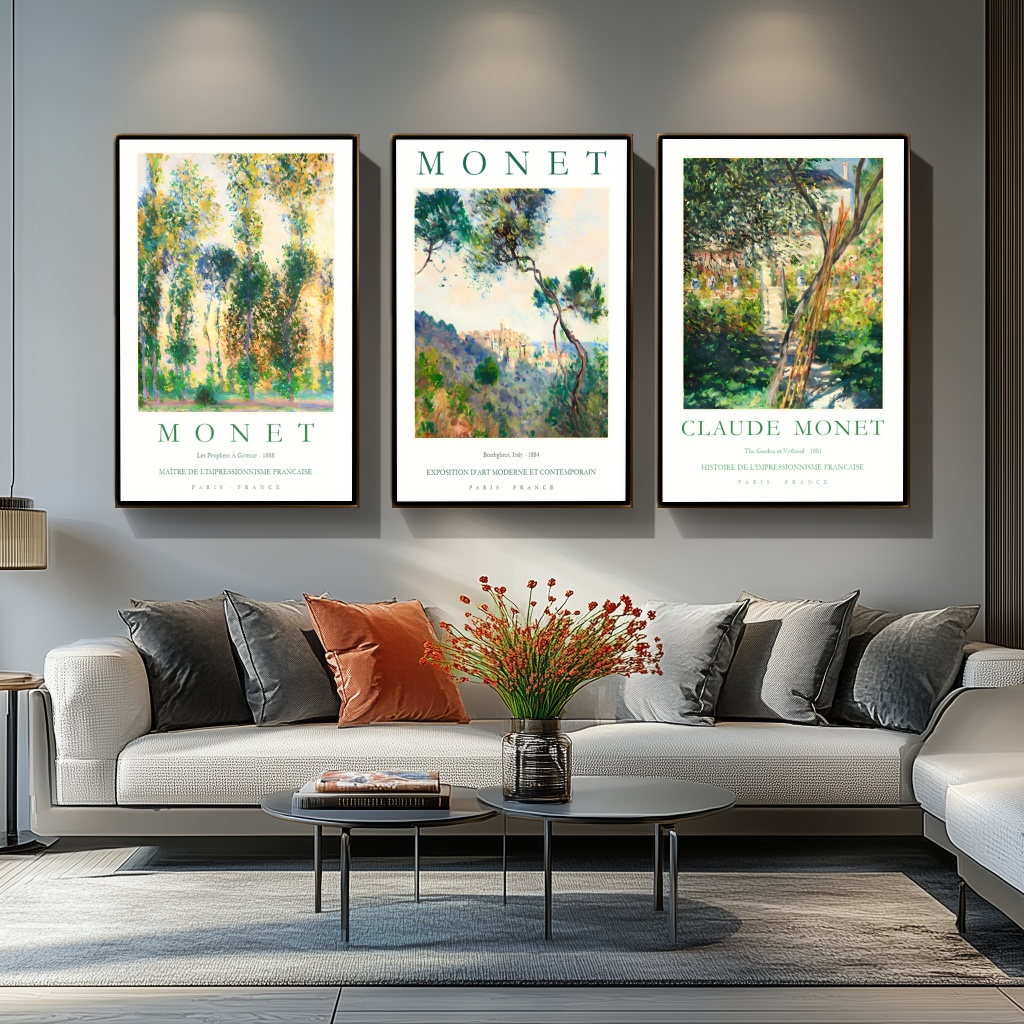 MONET
Les Peupliers À Giverny - 1888
MAÎTRE DE L'IMPRESSIONNISME FRANCAISE
PARIS - FRANCE
MONET
Bordighera, Italy - 1884
EXPOSITION D'ART MODERNE ET CONTEMPORAIN
PARIS - FRANCE
CLAUDE MONET
The Garden at Vétheuil - 1881
HISTOIRE DE L'IMPRESSIONNISME FRANCAISE
PARIS - FRANCE